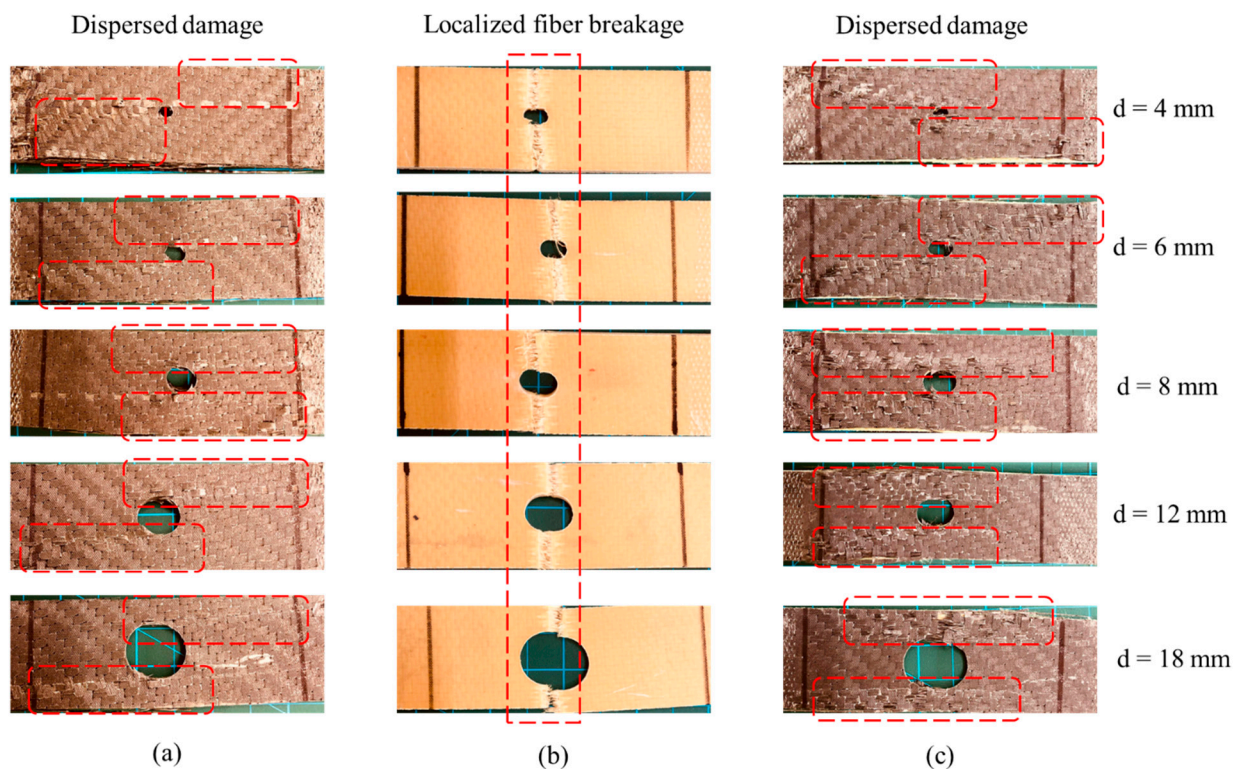 Dispersed damage
Localized fiber breakage
Dispersed damage
d = 4 mm
d = 6 mm
d = 8 mm
d = 12 mm
d = 18 mm
(a)
(b)
(c)